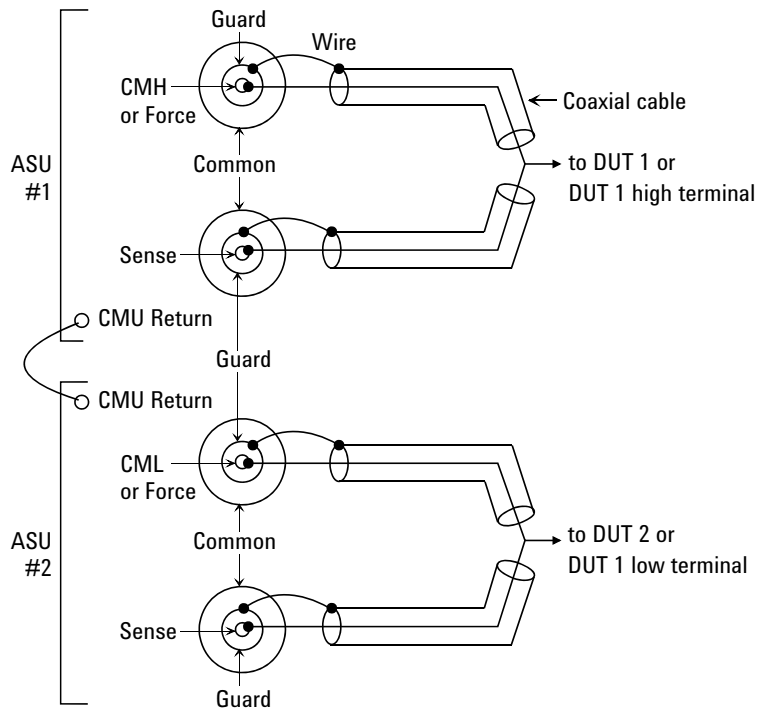 Guard
Wire
CMH
or Force
Coaxial cable
ASU
#1
Common
to DUT 1 or
DUT 1 high terminal
Sense
CMU Return
Guard
CMU Return
CML
or Force
ASU
#2
Common
to DUT 2 or
DUT 1 low terminal
Sense
Guard